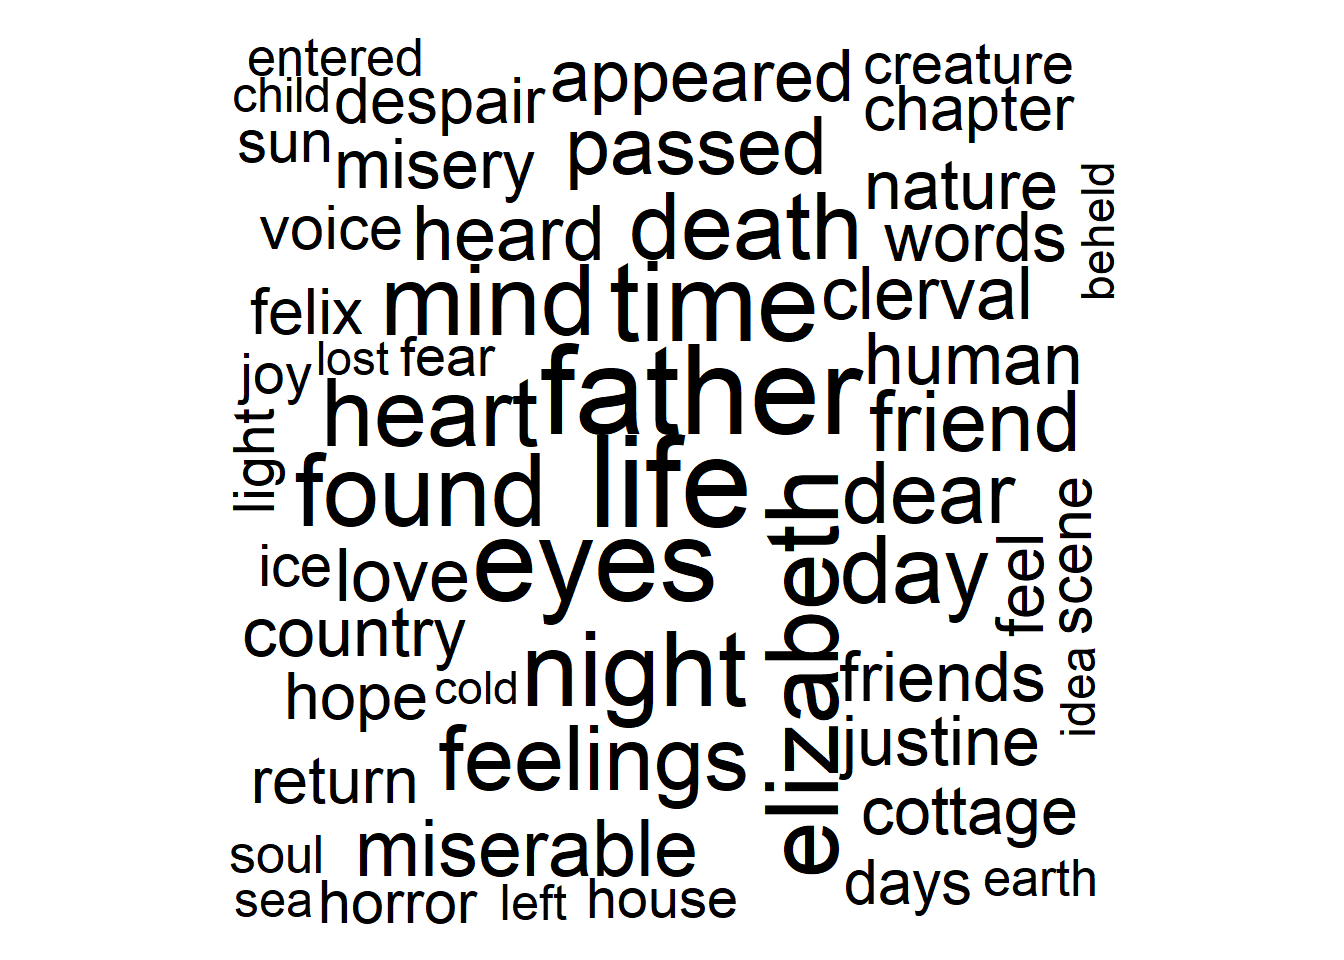 entered appeared creature
child despair chapter
sun misery passed nature beheld
voice heard death words
felix mind time clerval
joy lost fear father human
light heart friend
found life elizabeth dear scene
ice love eyes day feel
country
hope cold night friends idea
return feelings justine
soul miserable cottage
sea horror left house days earth